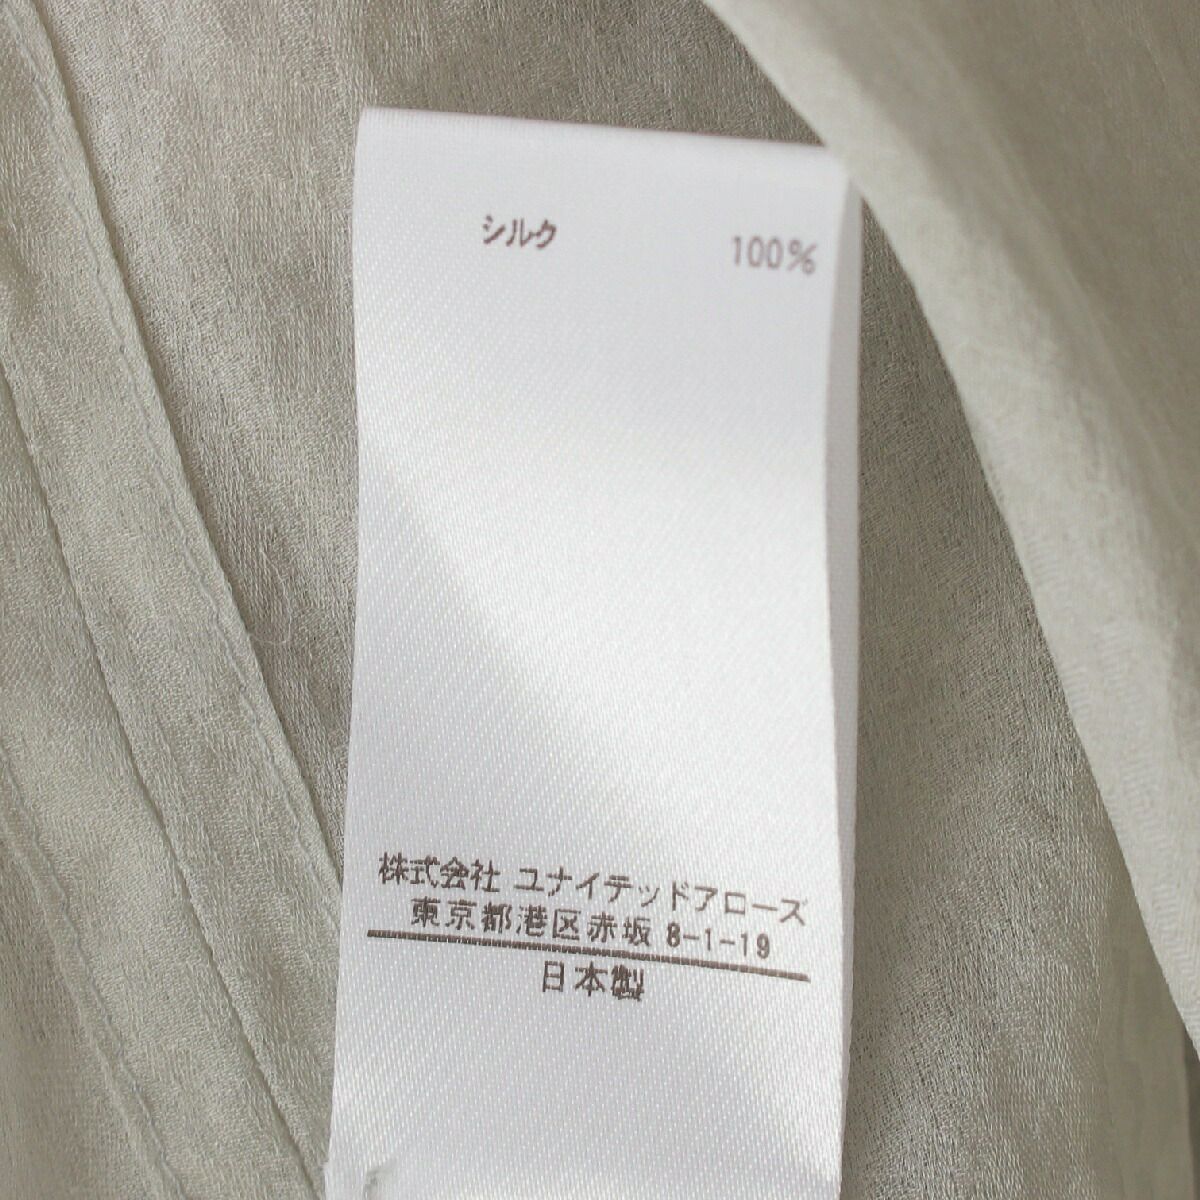 シルク 100%
株式会社 ユナイテッドアローズ
東京都港区赤坂 8-1-19
日本製